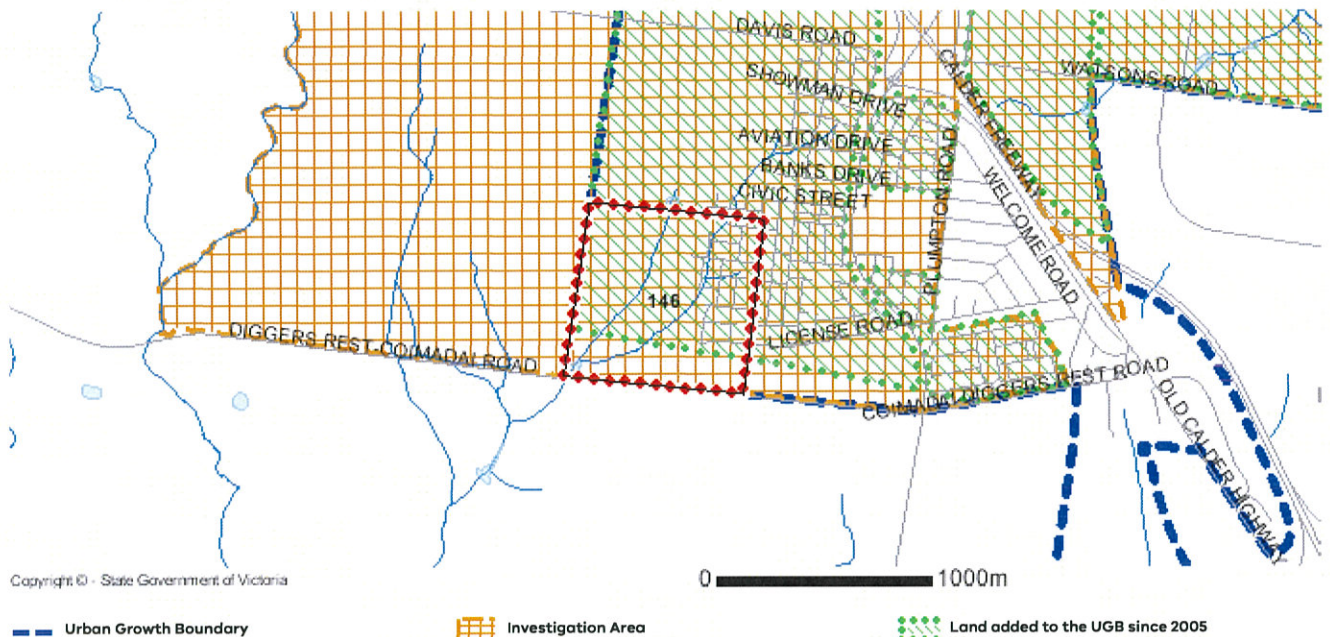 DAVIS ROAD
SHOWMAN DRIVE
AVIATION DRIVE
BANKS DRIVE
CIVIC STREET
CALDER FREEWAY
WATSONS ROAD
PLUMPTON ROAD
WELCOME ROAD
146
LICENSE ROAD
DIGGERS REST-COIMADAI ROAD
COIMADAI DIGGERS REST ROAD
OLD CALDER HIGHWAY
Copyright © - State Government of Victoria
0 1000m
Urban Growth Boundary Investigation Area Land added to the UGB since 2005